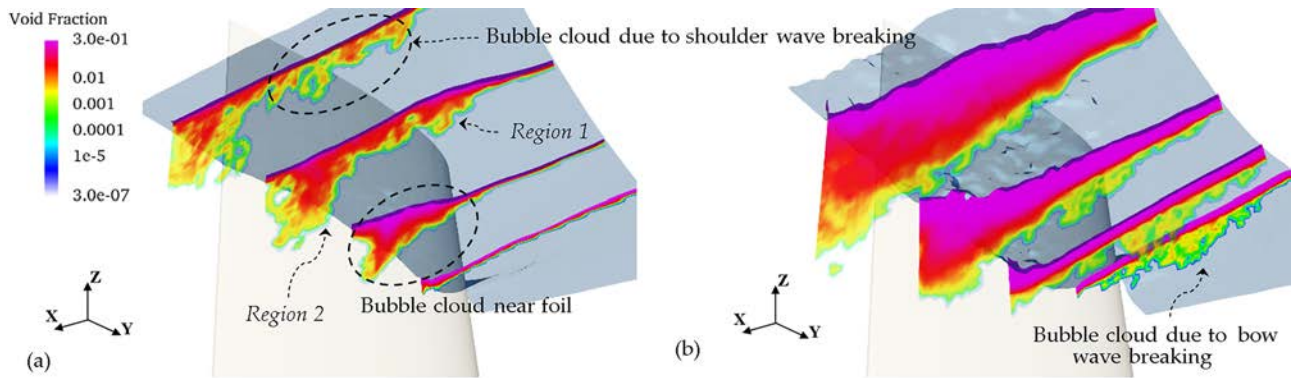 Void Fraction
3.0e-01
0.01
0.001
0.0001
1e-5
3.0e-07
Bubble cloud due to shoulder wave breaking
Region 1
Region 2
Bubble cloud near foil
Z
X
Y
(a)
Z
X
Y
(b)
Bubble cloud due to bow
wave breaking